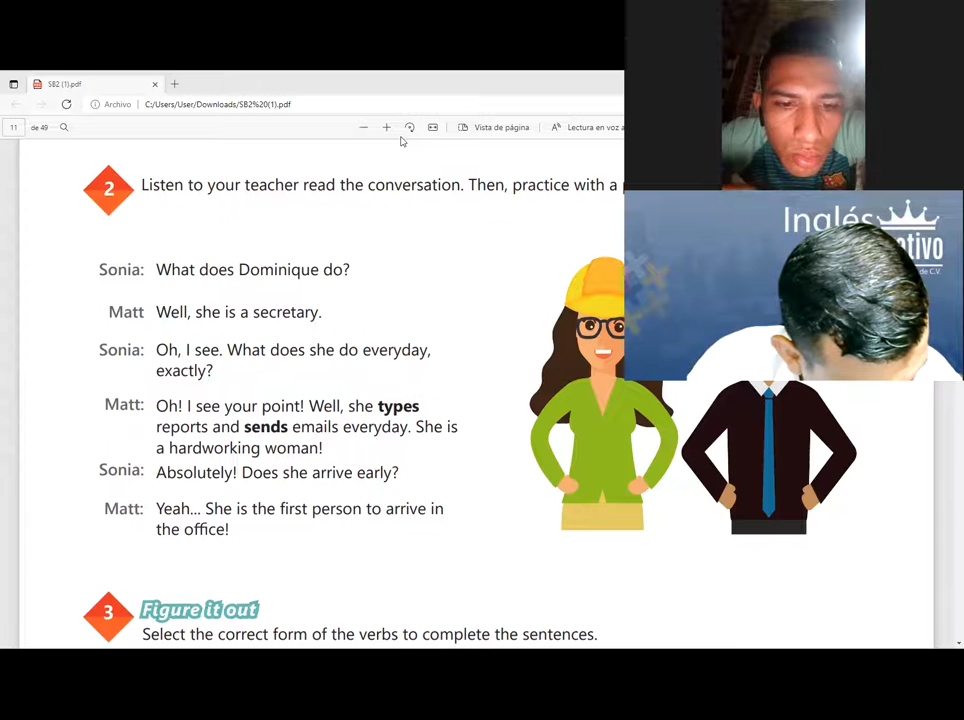 SB2 (1).pdf
Archivo
C:/Users/User/Downloads/SB2%20(1).pdf
11 de 49
Vista de página
Lectura en voz a
2
Listen to your teacher read the conversation. Then, practice with a
Sonia: What does Dominique do?
Matt Well, she is a secretary.
Sonia: Oh, I see. What does she do everyday,
exactly?
Matt: Oh! I see your point! Well, she types
reports and sends emails everyday. She is
a hardworking woman!
Sonia: Absolutely! Does she arrive early?
Matt: Yeah... She is the first person to arrive in
the office!
3
Figure it out
Select the correct form of the verbs to complete the sentences.
Inglés
tivo
de C.V.